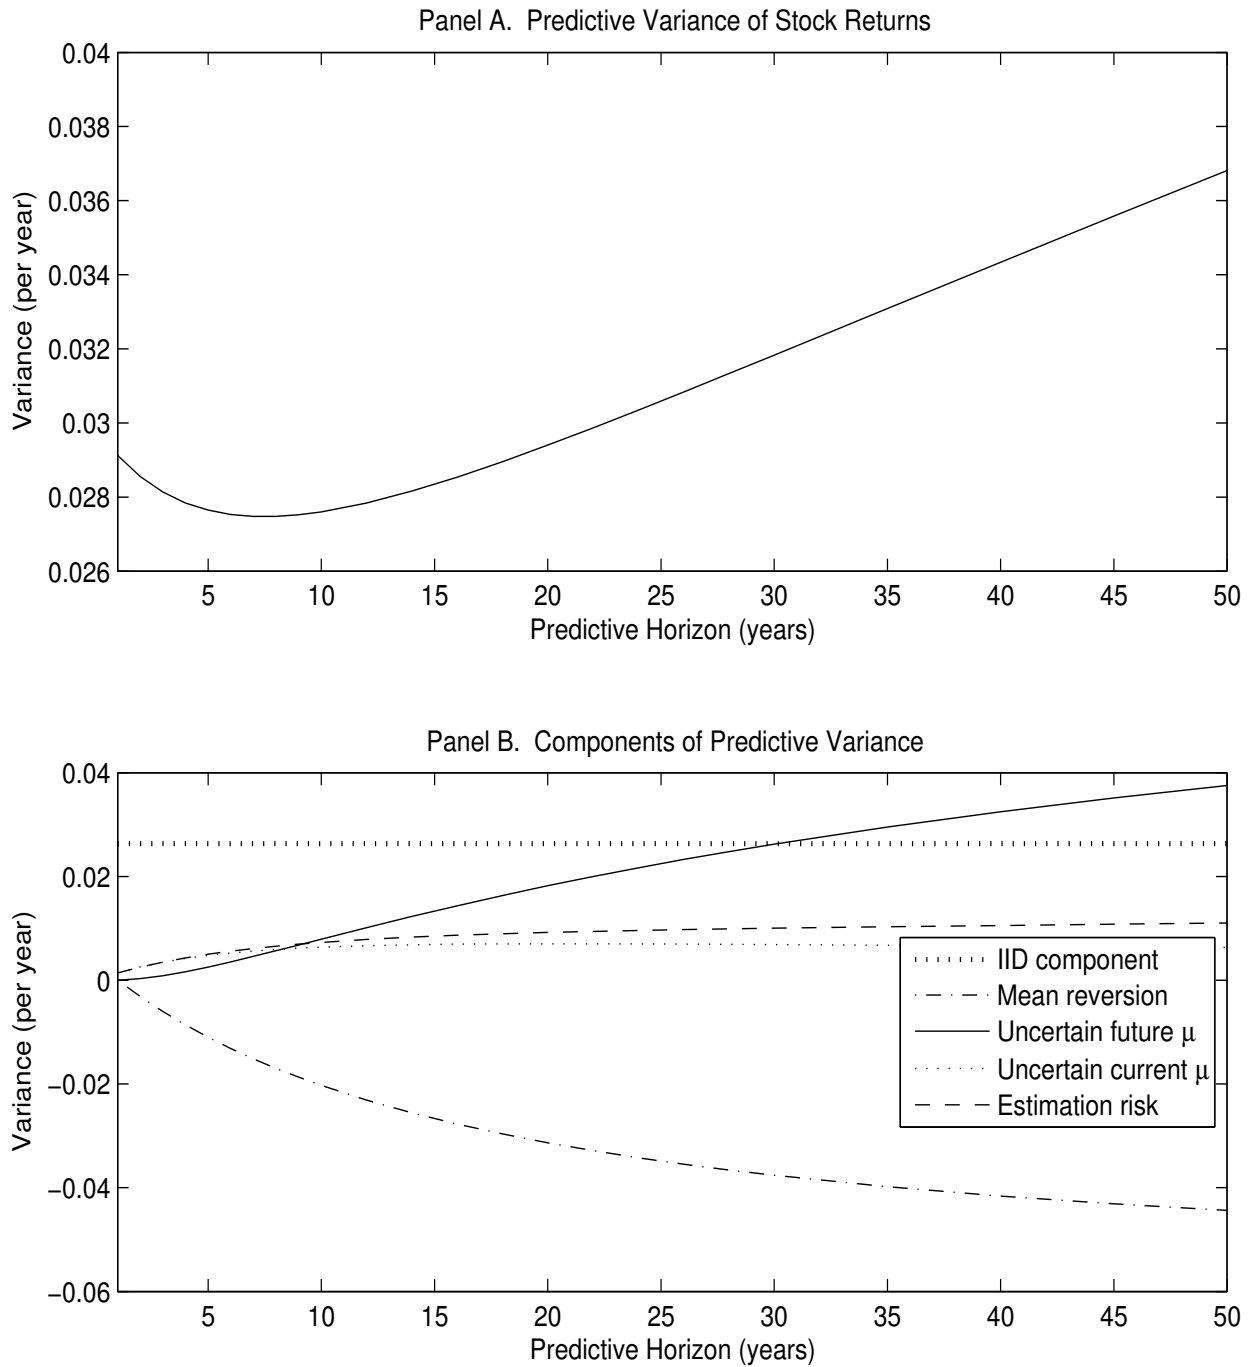 Panel A.  Predictive Variance of Stock Returns
0.04
0.038
0.036
0.034
0.032
0.03
0.028
0.026
Variance (per year)
5 10 15 20 25 30 35 40 45 50
Predictive Horizon (years)
Panel B.  Components of Predictive Variance
0.04
0.02
0
−0.02
−0.04
−0.06
Variance (per year)
IID component
Mean reversion
Uncertain future μ
Uncertain current μ
Estimation risk
5 10 15 20 25 30 35 40 45 50
Predictive Horizon (years)